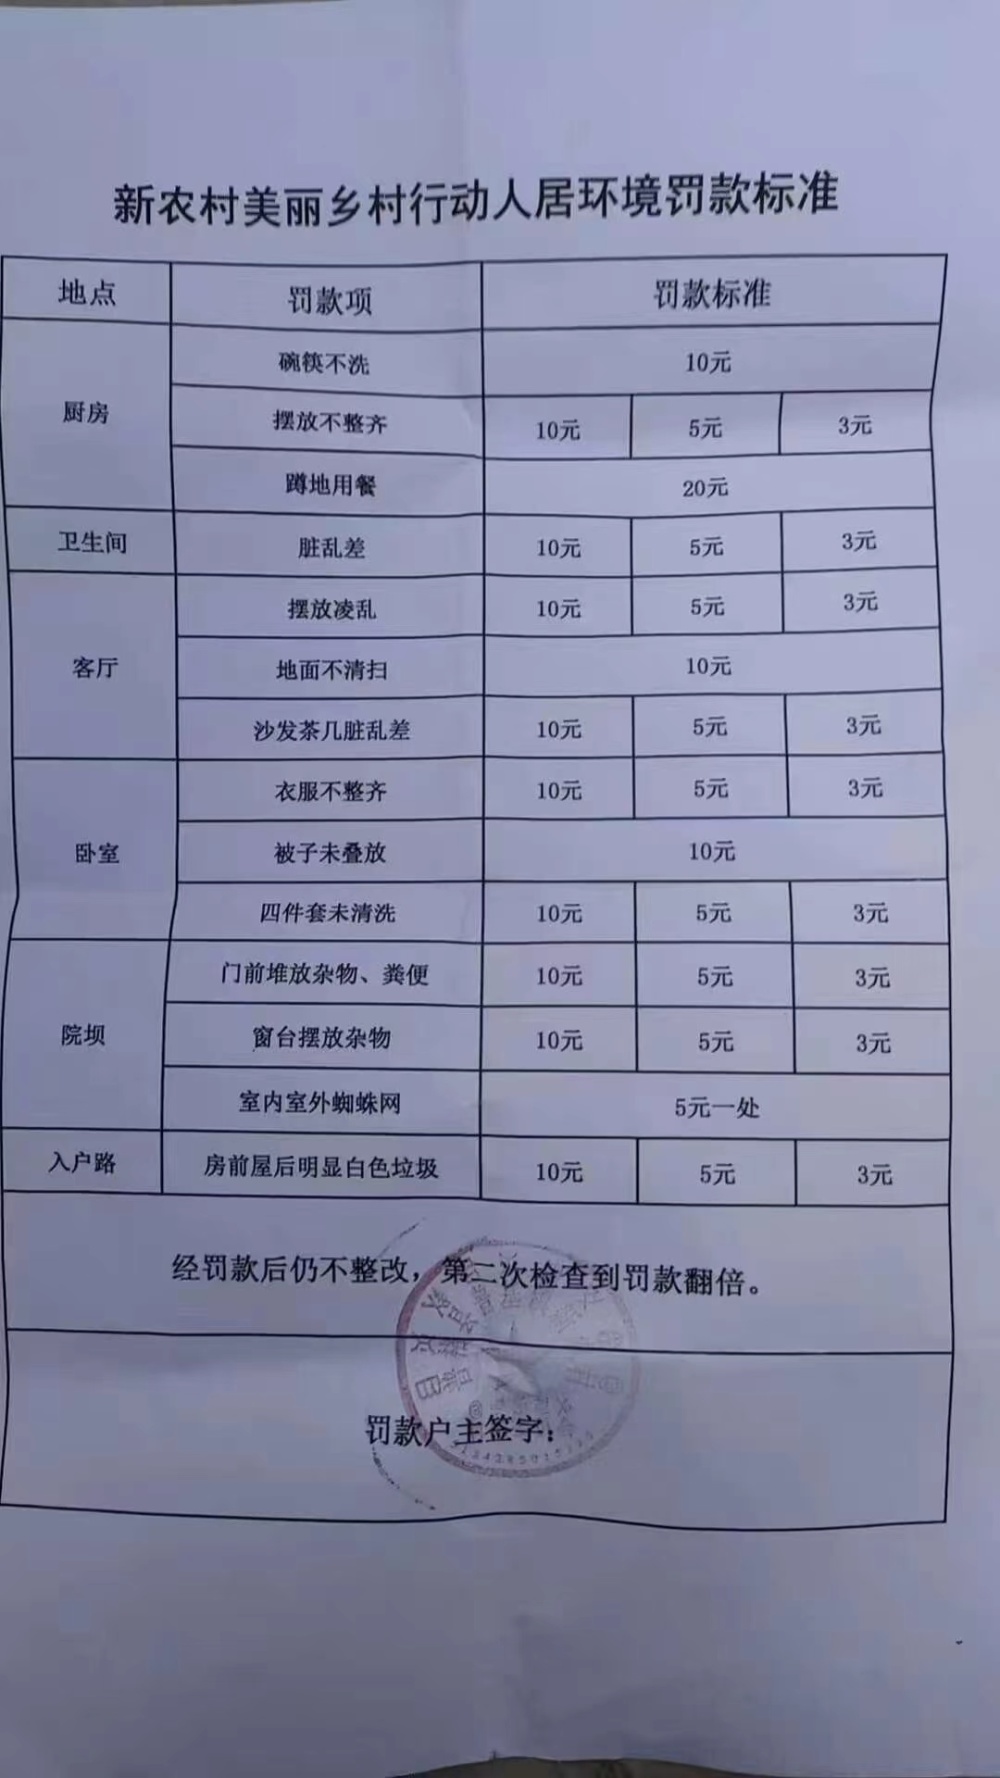 新农村美丽乡村行动人居环境罚款标准
地点 罚款项 罚款标准
厨房
碗筷不洗 10元
摆放不整齐 10元 5元 3元
蹲地用餐 20元
卫生间 脏乱差 10元 5元 3元
客厅
摆放凌乱 10元 5元 3元
地面不清扫 10元
沙发茶几脏乱差 10元 5元 3元
卧室
衣服不整齐 10元 5元 3元
被子未叠放 10元
四件套未清洗 10元 5元 3元
院坝
门前堆放杂物、粪便 10元 5元 3元
窗台摆放杂物 10元 5元 3元
室内室外蜘蛛网 5元一处
入户路 房前屋后明显白色垃圾 10元 5元 3元
经罚款后仍不整改，第二次检查到罚款翻倍。
罚款户主签字：